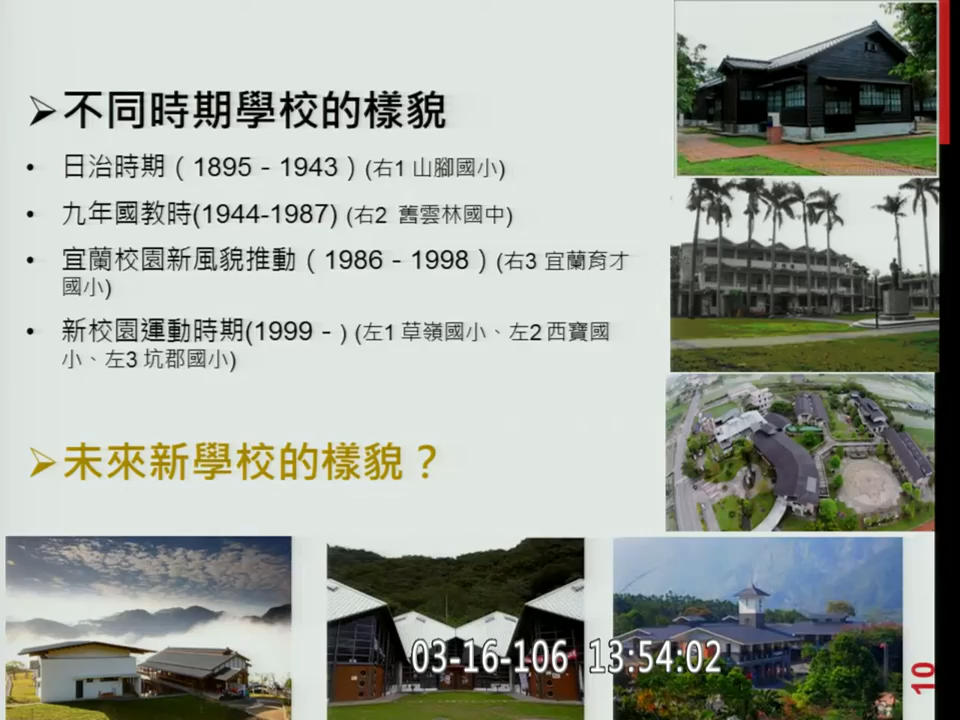 ➢不同時期學校的樣貌
• 日治時期（1895－1943）(右1 山腳國小)
• 九年國教時(1944-1987) (右2 舊雲林國中)
• 宜蘭校園新風貌推動（1986－1998）(右3 宜蘭育才
國小)
• 新校園運動時期(1999－) (左1 草嶺國小、左2 西寶國
小、左3 坑郡國小)
➢未來新學校的樣貌？
03-16-106 13:54:02
10